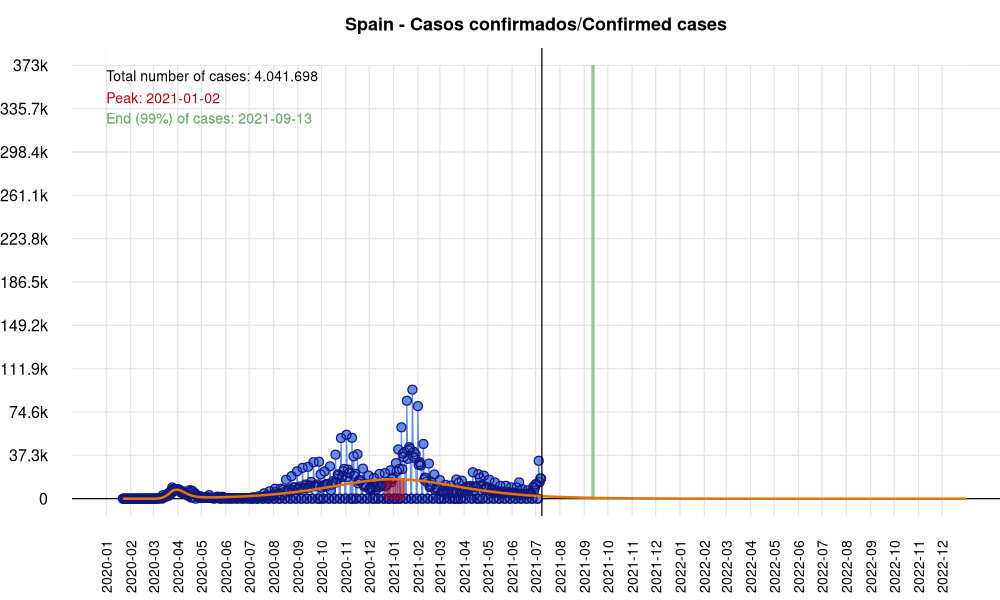 Spain - Casos confirmados/Confirmed cases
373k
Total number of cases: 4.041.698
Peak: 2021-01-02
335.7k
End (99%) of cases: 2021-09-13
298.4k
261.1k
223.8k
186.5k
149.2k
111.9k
74.6k
37.3k
0
2020-01
2020-02
2020-03
2020-04
2020-05
2020-06
2020-07
2020-08
2020-09
2020-10
2020-11
2020-12
2021-01
2021-02
2021-03
2021-04
2021-05
2021-06
2021-07
2021-08
2021-09
2021-10
2021-11
2021-12
2022-01
2022-02
2022-03
2022-04
2022-05
2022-06
2022-07
2022-08
2022-09
2022-10
2022-11
2022-12